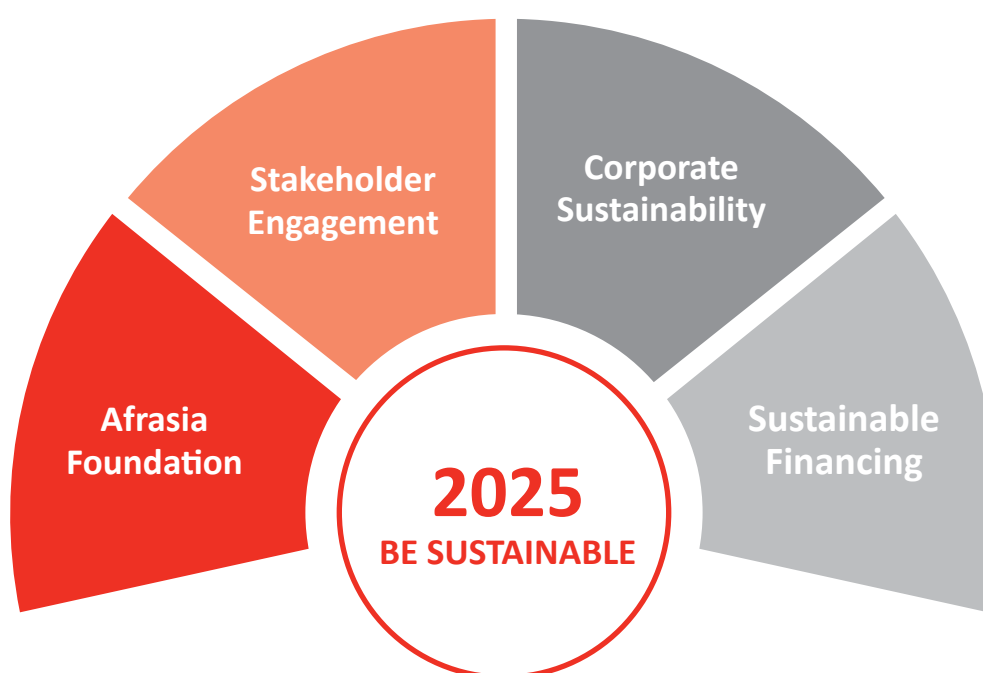 Stakeholder
Engagement
Corporate
Sustainability
Afrasia
Foundation
Sustainable
Financing
2025
BE SUSTAINABLE